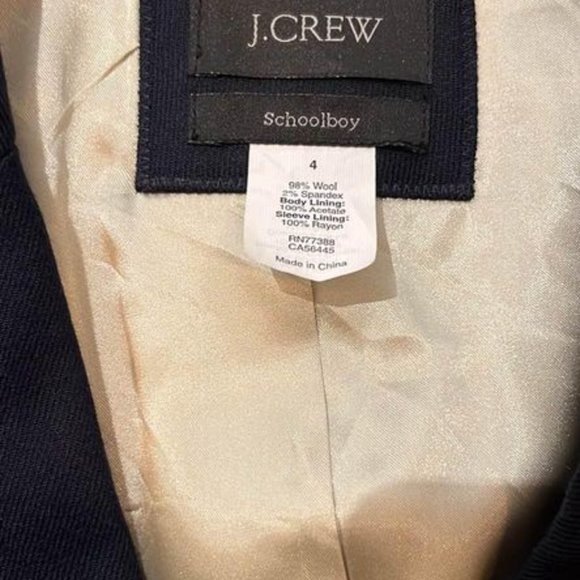 J.CREW
Schoolboy
4
98% Wool
2% Spandex
Body Lining:
100% Acetate
Sleeve Lining:
100% Rayon
RN77388
CA56445
Made in China